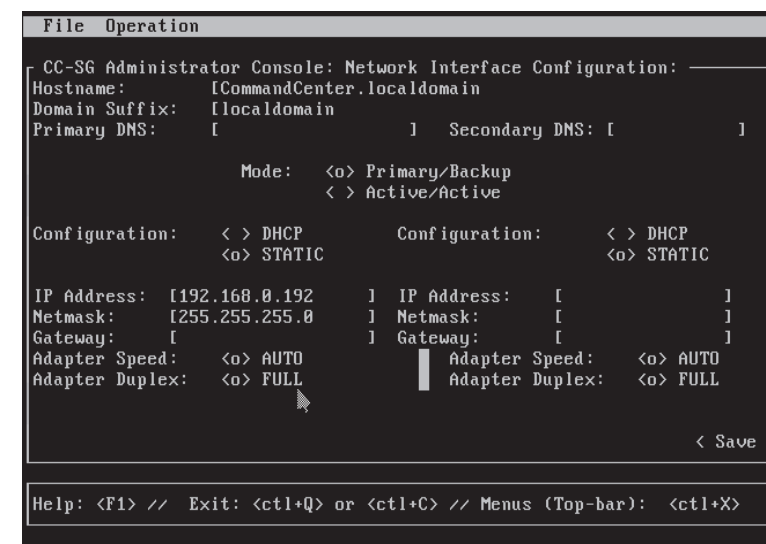 File Operation
CC-SG Administrator Console: Network Interface Configuration:
Hostname: [CommandCenter.localdomain
Domain Suffix: [localdomain
Primary DNS: [ ] Secondary DNS: [ ]
Mode: <o> Primary/Backup
< > Active/Active
Configuration: < > DHCP Configuration: < > DHCP
<o> STATIC <o> STATIC
IP Address: [192.168.0.192 ] IP Address: [ ]
Netmask: [255.255.255.0 ] Netmask: [ ]
Gateway: [ ] Gateway: [ ]
Adapter Speed: <o> AUTO Adapter Speed: <o> AUTO
Adapter Duplex: <o> FULL Adapter Duplex: <o> FULL
< Save
Help: <F1> // Exit: <ctl+Q> or <ctl+C> // Menus (Top-bar): <ctl+X>